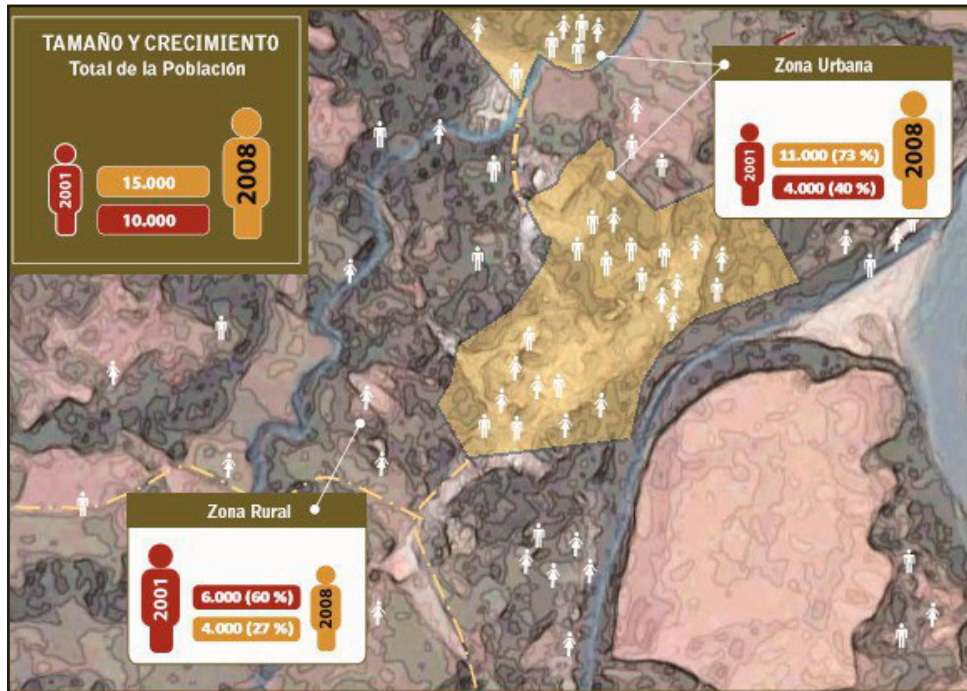 TAMAÑO Y CRECIMIENTO
Total de la Población
2001
15.000
10.000
2008
Zona Urbana
2001
11.000 (73 %)
4.000 (40 %)
2008
Zona Rural
2001
6.000 (60 %)
4.000 (27 %)
2008